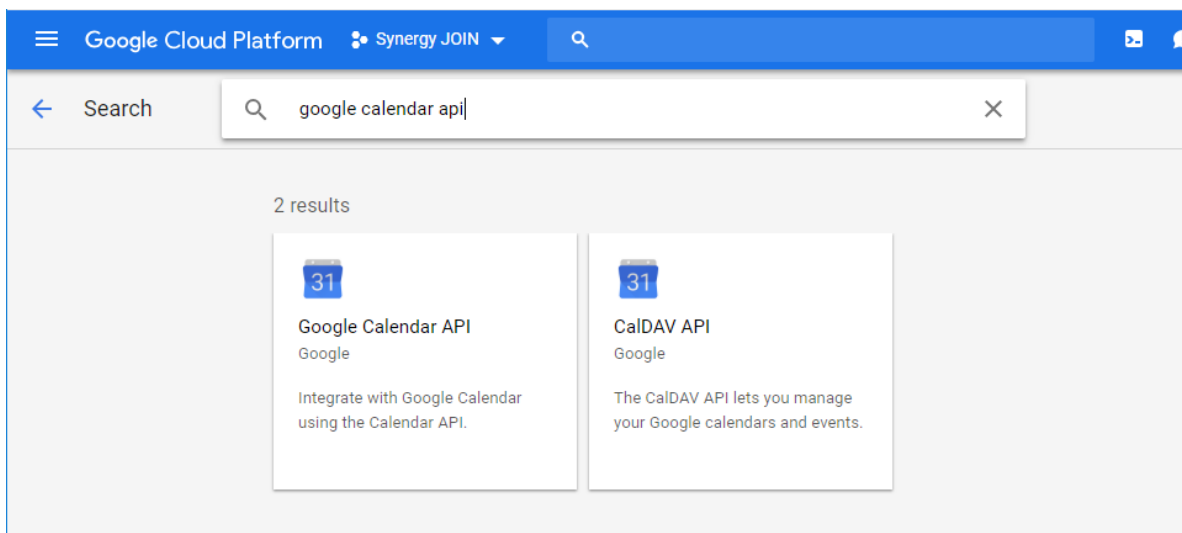 Google Cloud Platform Synergy JOIN
Search google calendar api
2 results
31
Google Calendar API
Google
Integrate with Google Calendar
using the Calendar API.
31
CalDAV API
Google
The CalDAV API lets you manage
your Google calendars and events.